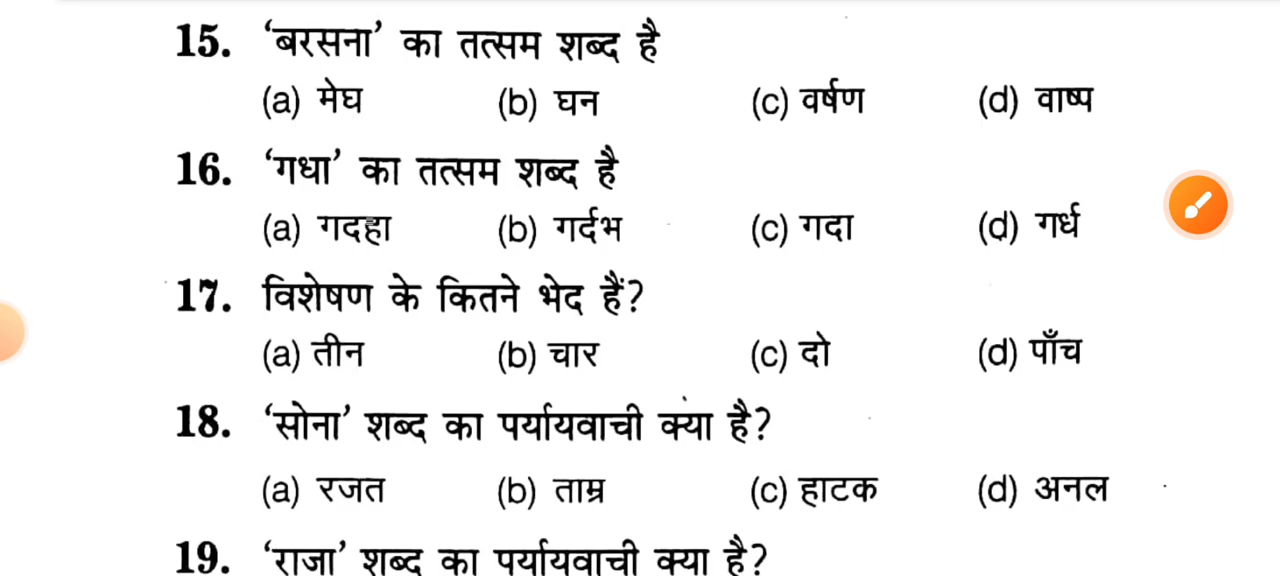 15. ‘बरसना’ का तत्सम शब्द है
(a) मेघ (b) घन (c) वर्षण (d) वाष्प
16. ‘गधा’ का तत्सम शब्द है
(a) गदहा (b) गर्दभ (c) गदा (d) गर्ध
17. विशेषण के कितने भेद हैं?
(a) तीन (b) चार (c) दो (d) पाँच
18. ‘सोना’ शब्द का पर्यायवाची क्या है?
(a) रजत (b) ताम्र (c) हाटक (d) अनल
19. ‘राजा’ शब्द का पर्यायवाची क्या है?